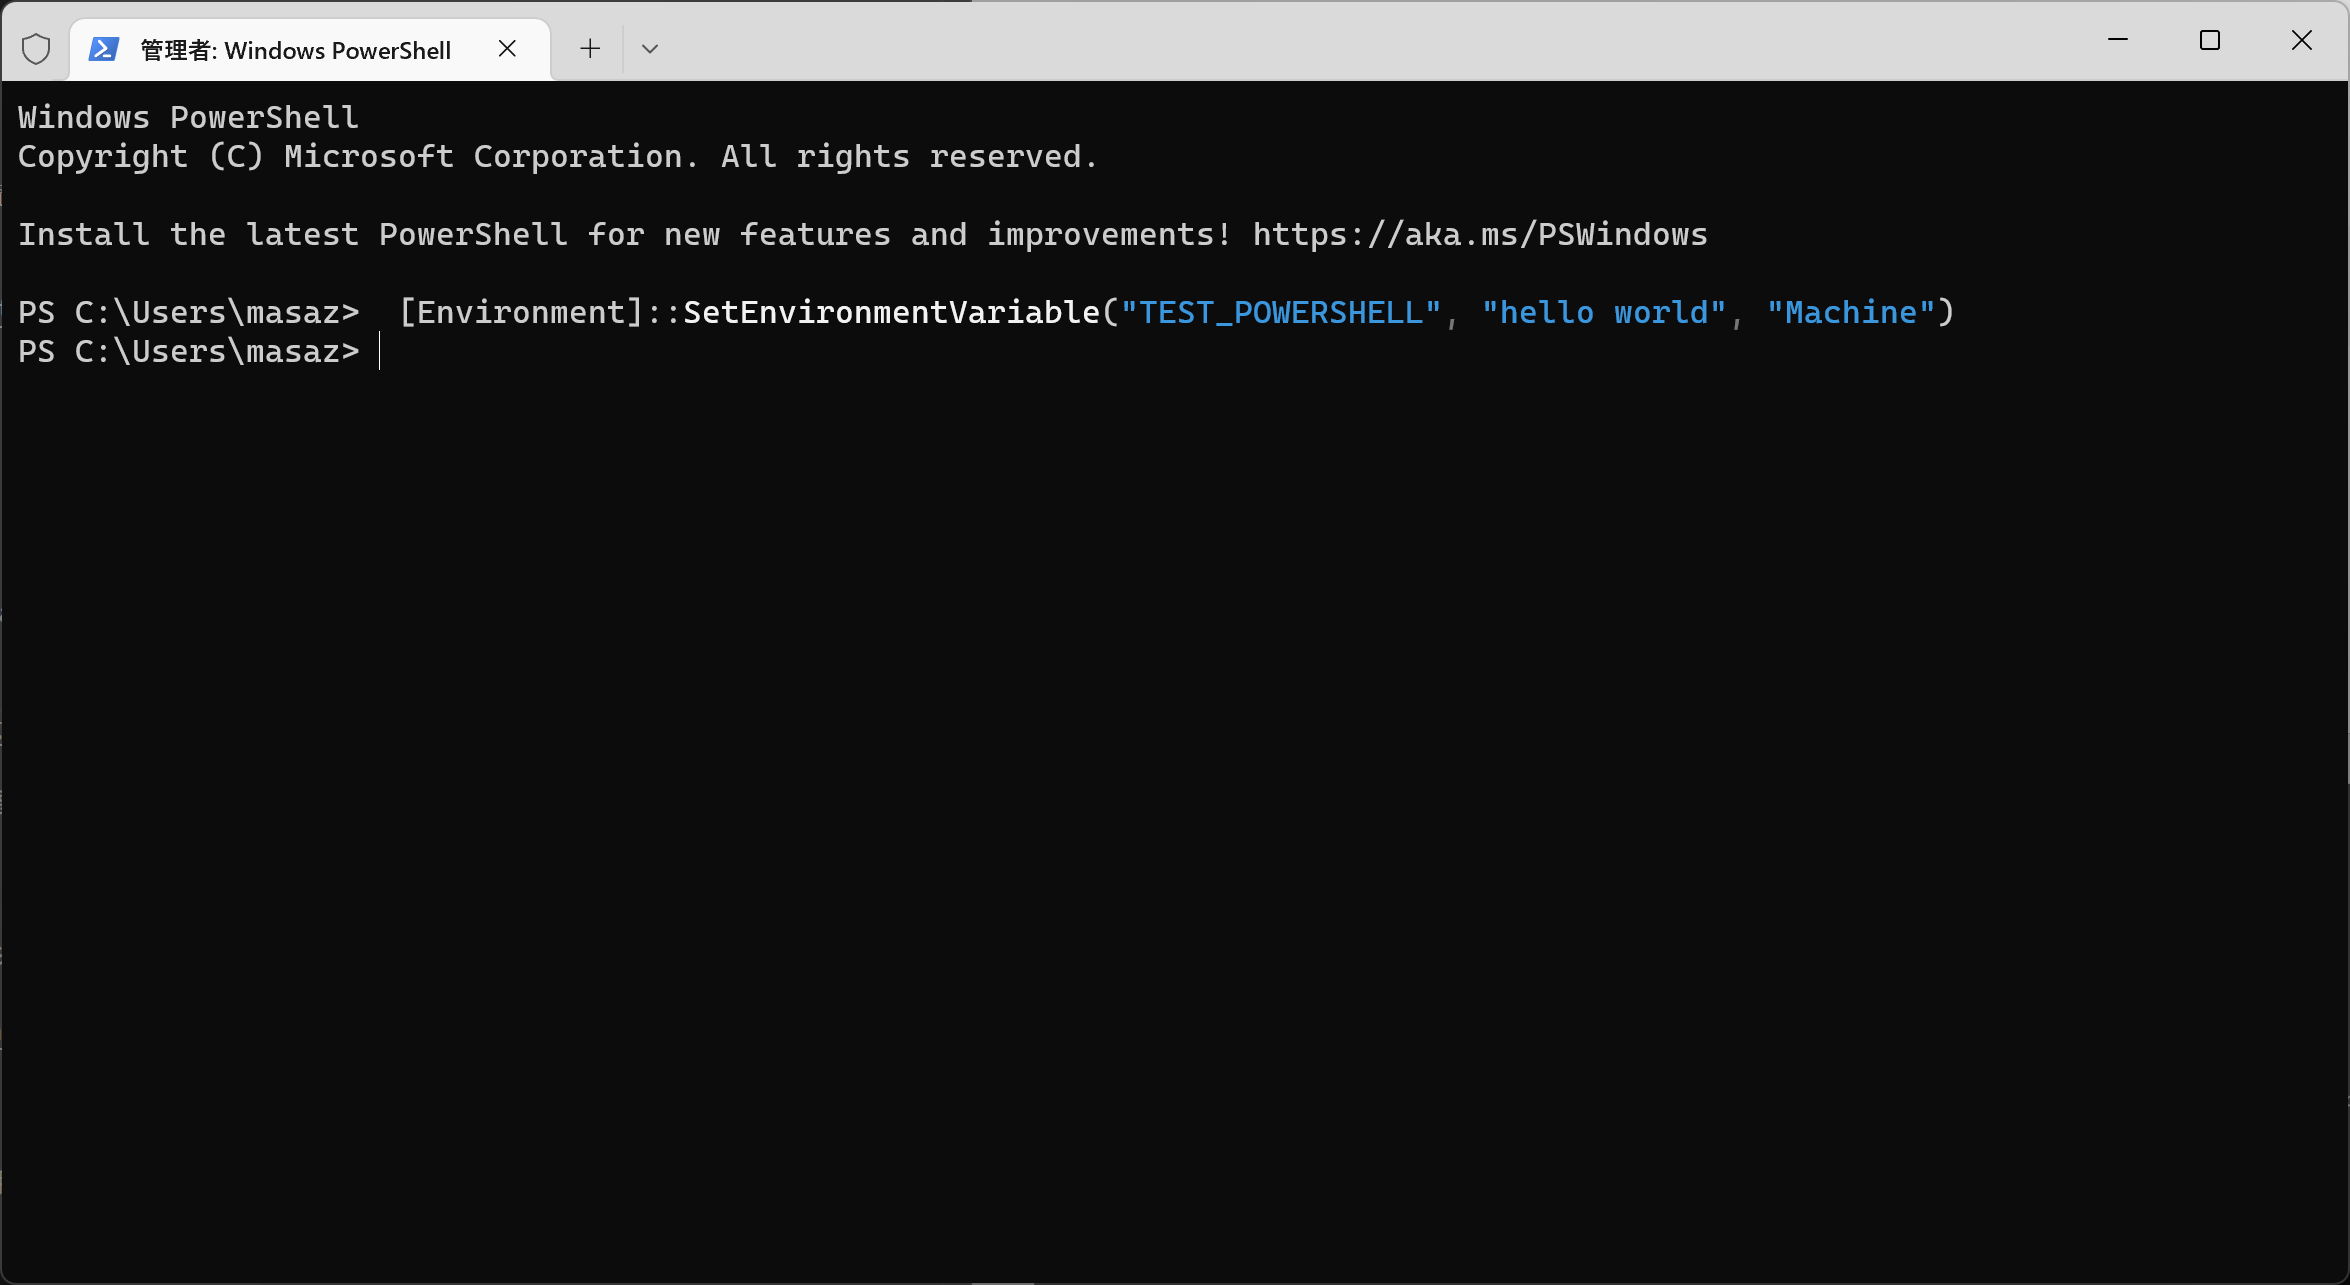 管理者: Windows PowerShell
Windows PowerShell
Copyright (C) Microsoft Corporation. All rights reserved.
Install the latest PowerShell for new features and improvements! https://aka.ms/PSWindows
PS C:\Users\masaz>  [Environment]::SetEnvironmentVariable("TEST_POWERSHELL", "hello world", "Machine")
PS C:\Users\masaz>